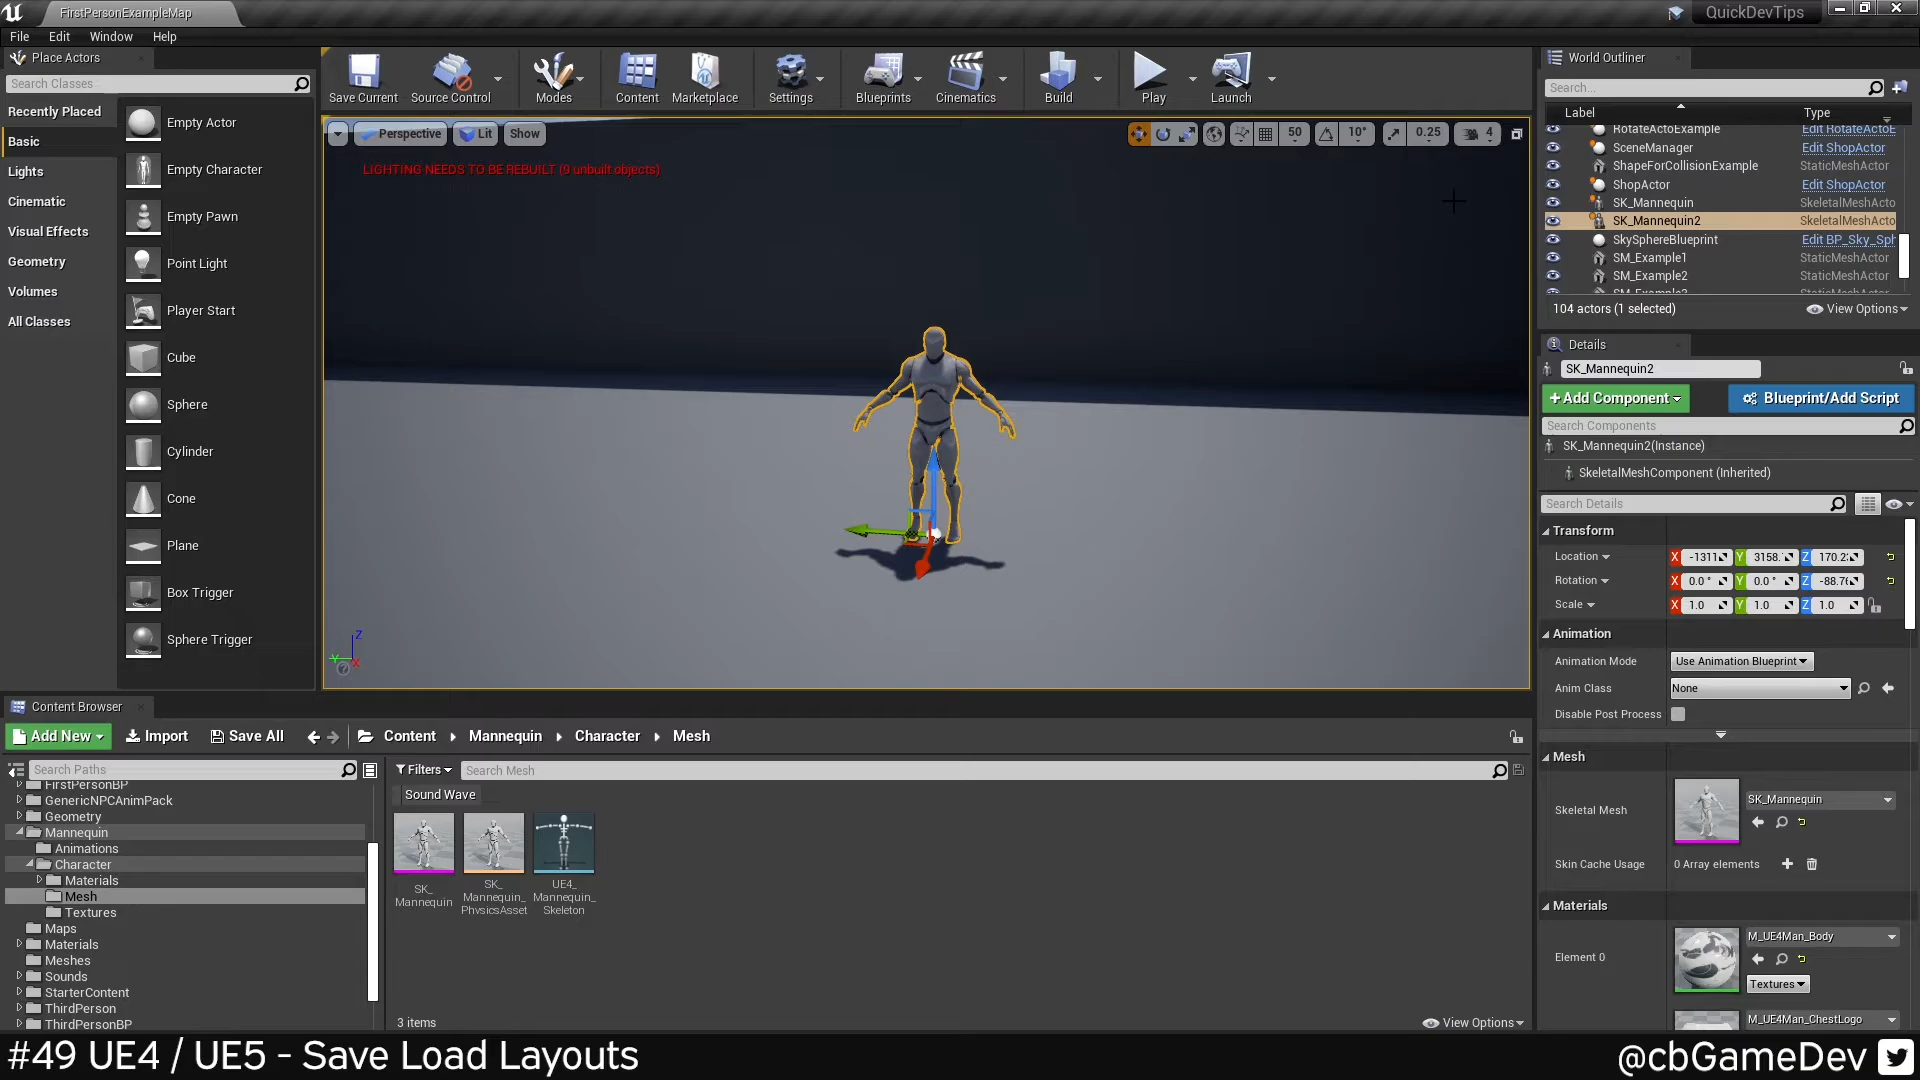 FirstPersonExampleMap
QuickDevTips
File Edit Window Help
Place Actors
Search Classes
Recently Placed
Basic
Lights
Cinematic
Visual Effects
Geometry
Volumes
All Classes
Empty Actor
Empty Character
Empty Pawn
Point Light
Player Start
Cube
Sphere
Cylinder
Cone
Plane
Box Trigger
Sphere Trigger
Save Current Source Control Modes Content Marketplace Settings Blueprints Cinematics Build Play Launch
Perspective Lit Show
50 10° 0.25 4
LIGHTING NEEDS TO BE REBUILT (9 unbuilt objects)
Z
Y X
World Outliner
Search...
Label Type
RotateActoExample Edit RotateActoE
SceneManager Edit ShopActor
ShapeForCollisionExample StaticMeshActor
ShopActor Edit ShopActor
SK_Mannequin SkeletalMeshActo
SK_Mannequin2 SkeletalMeshActo
SkySphereBlueprint Edit BP_Sky_Sph
SM_Example1 StaticMeshActor
SM_Example2 StaticMeshActor
104 actors (1 selected) View Options
Details
SK_Mannequin2
+Add Component Blueprint/Add Script
Search Components
SK_Mannequin2(Instance)
SkeletalMeshComponent (Inherited)
Search Details
Transform
Location X -1311 Y 3158. Z 170.2
Rotation X 0.0 ° Y 0.0 ° Z -88.7
Scale X 1.0 Y 1.0 Z 1.0
Animation
Animation Mode Use Animation Blueprint
Anim Class None
Disable Post Process
Mesh
Skeletal Mesh SK_Mannequin
Skin Cache Usage 0 Array elements
Materials
Element 0 M_UE4Man_Body
Textures
M_UE4Man_ChestLogo
Content Browser
Add New Import Save All Content Mannequin Character Mesh
Search Paths
FirstPersonBP
GenericNPCAnimPack
Geometry
Mannequin
Animations
Character
Materials
Mesh
Textures
Maps
Materials
Meshes
Sounds
StarterContent
ThirdPerson
ThirdPersonBP
Filters Search Mesh
Sound Wave
SK_
Mannequin
SK_
Mannequin_
PhysicsAsset
UE4_
Mannequin_
Skeleton
3 items View Options
#49 UE4 / UE5 - Save Load Layouts
@cbGameDev